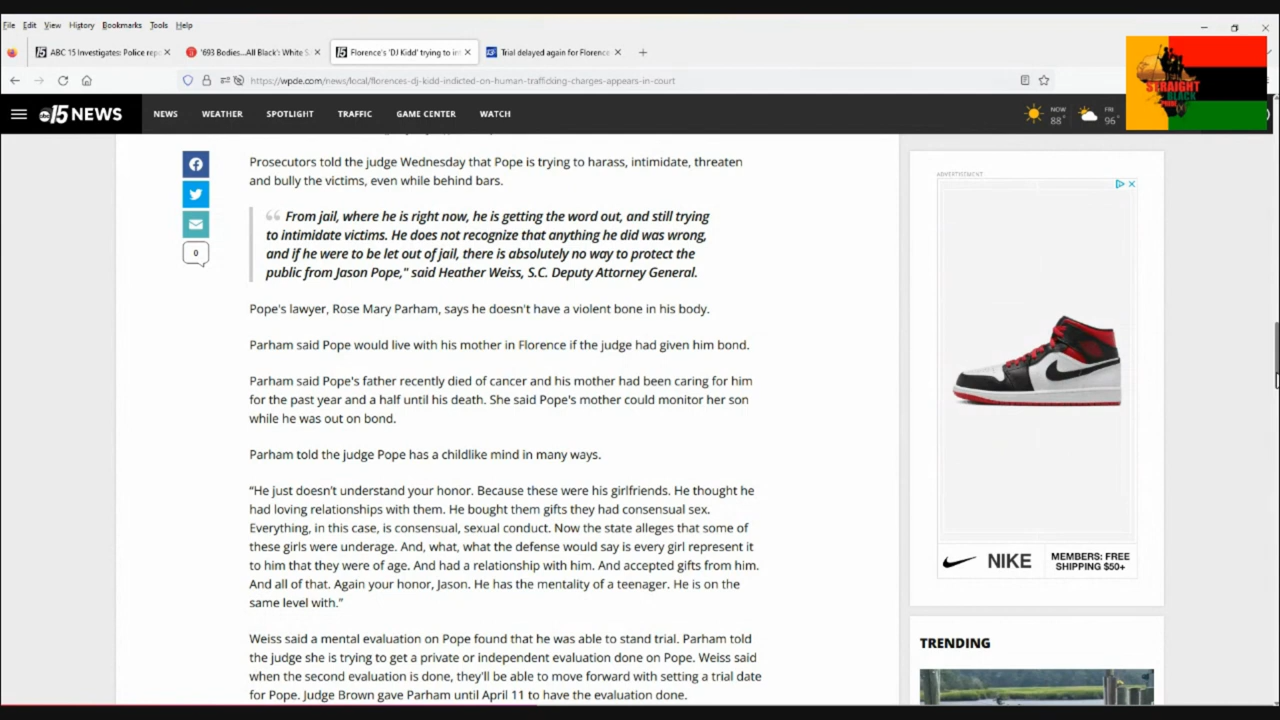 File Edit View History Bookmarks Tools Help
ABC 15 Investigates: Police rep
'693 Bodies...All Black': White S
Florence's 'DJ Kidd' trying to in
Trial delayed again for Florence
https://wpde.com/news/local/florences-dj-kidd-indicted-on-human-trafficking-charges-appears-in-court
STRAIGHT
BLACK
abc 15 NEWS
NEWS WEATHER SPOTLIGHT TRAFFIC GAME CENTER WATCH
NOW
88°
FRI
96°
Prosecutors told the judge Wednesday that Pope is trying to harass, intimidate, threaten
and bully the victims, even while behind bars.
From jail, where he is right now, he is getting the word out, and still trying
to intimidate victims. He does not recognize that anything he did was wrong,
and if he were to be let out of jail, there is absolutely no way to protect the
public from Jason Pope," said Heather Weiss, S.C. Deputy Attorney General.
0
Pope's lawyer, Rose Mary Parham, says he doesn't have a violent bone in his body.
Parham said Pope would live with his mother in Florence if the judge had given him bond.
Parham said Pope's father recently died of cancer and his mother had been caring for him
for the past year and a half until his death. She said Pope's mother could monitor her son
while he was out on bond.
Parham told the judge Pope has a childlike mind in many ways.
“He just doesn't understand your honor. Because these were his girlfriends. He thought he
had loving relationships with them. He bought them gifts they had consensual sex.
Everything, in this case, is consensual, sexual conduct. Now the state alleges that some of
these girls were underage. And, what, what the defense would say is every girl represent it
to him that they were of age. And had a relationship with him. And accepted gifts from him.
And all of that. Again your honor, Jason. He has the mentality of a teenager. He is on the
same level with.”
Weiss said a mental evaluation on Pope found that he was able to stand trial. Parham told
the judge she is trying to get a private or independent evaluation done on Pope. Weiss said
when the second evaluation is done, they'll be able to move forward with setting a trial date
for Pope. Judge Brown gave Parham until April 11 to have the evaluation done.
ADVERTISEMENT
NIKE
MEMBERS: FREE
SHIPPING $50+
TRENDING